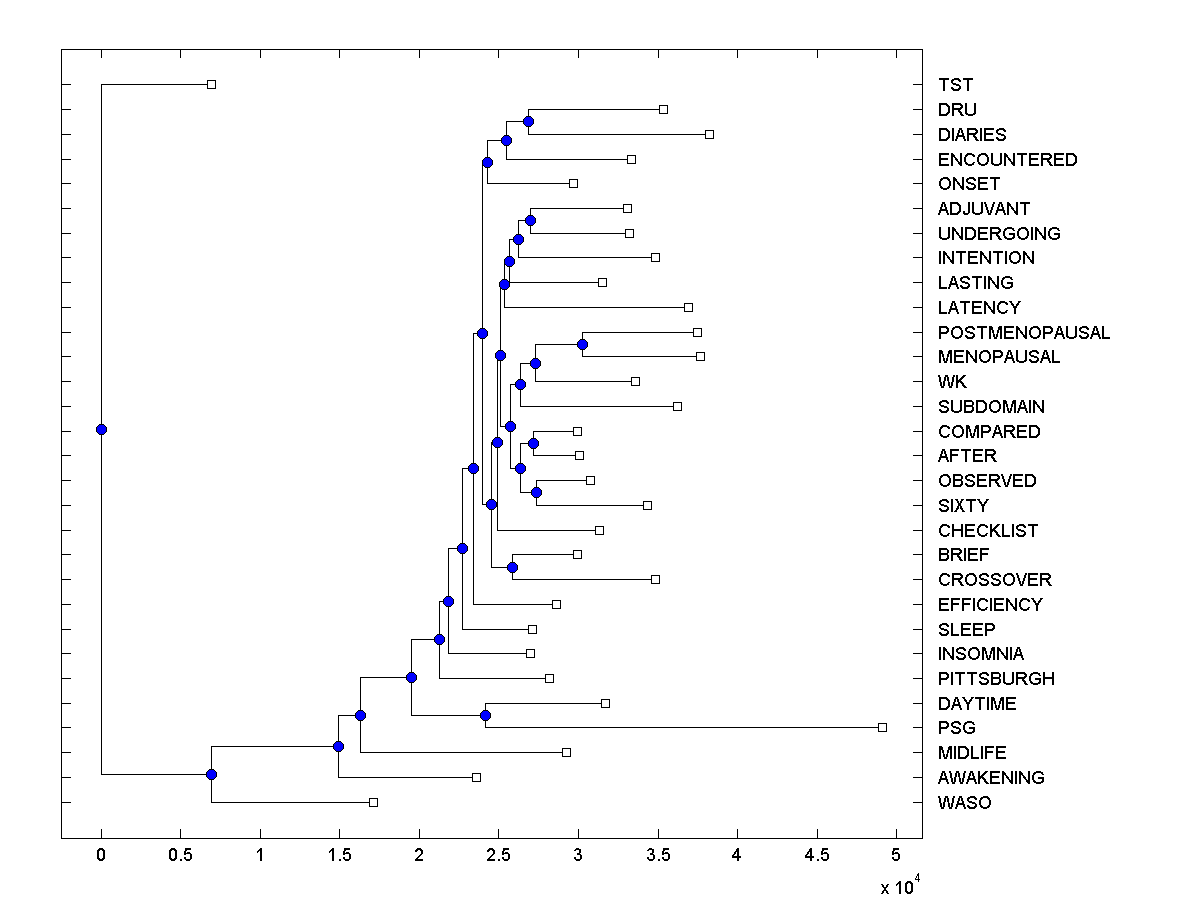 TST
DRU
DIARIES
ENCOUNTERED
ONSET
ADJUVANT
UNDERGOING
INTENTION
LASTING
LATENCY
POSTMENOPAUSAL
MENOPAUSAL
WK
SUBDOMAIN
COMPARED
AFTER
OBSERVED
SIXTY
CHECKLIST
BRIEF
CROSSOVER
EFFICIENCY
SLEEP
INSOMNIA
PITTSBURGH
DAYTIME
PSG
MIDLIFE
AWAKENING
WASO
0 0.5 1 1.5 2 2.5 3 3.5 4 4.5 5
x 10^4